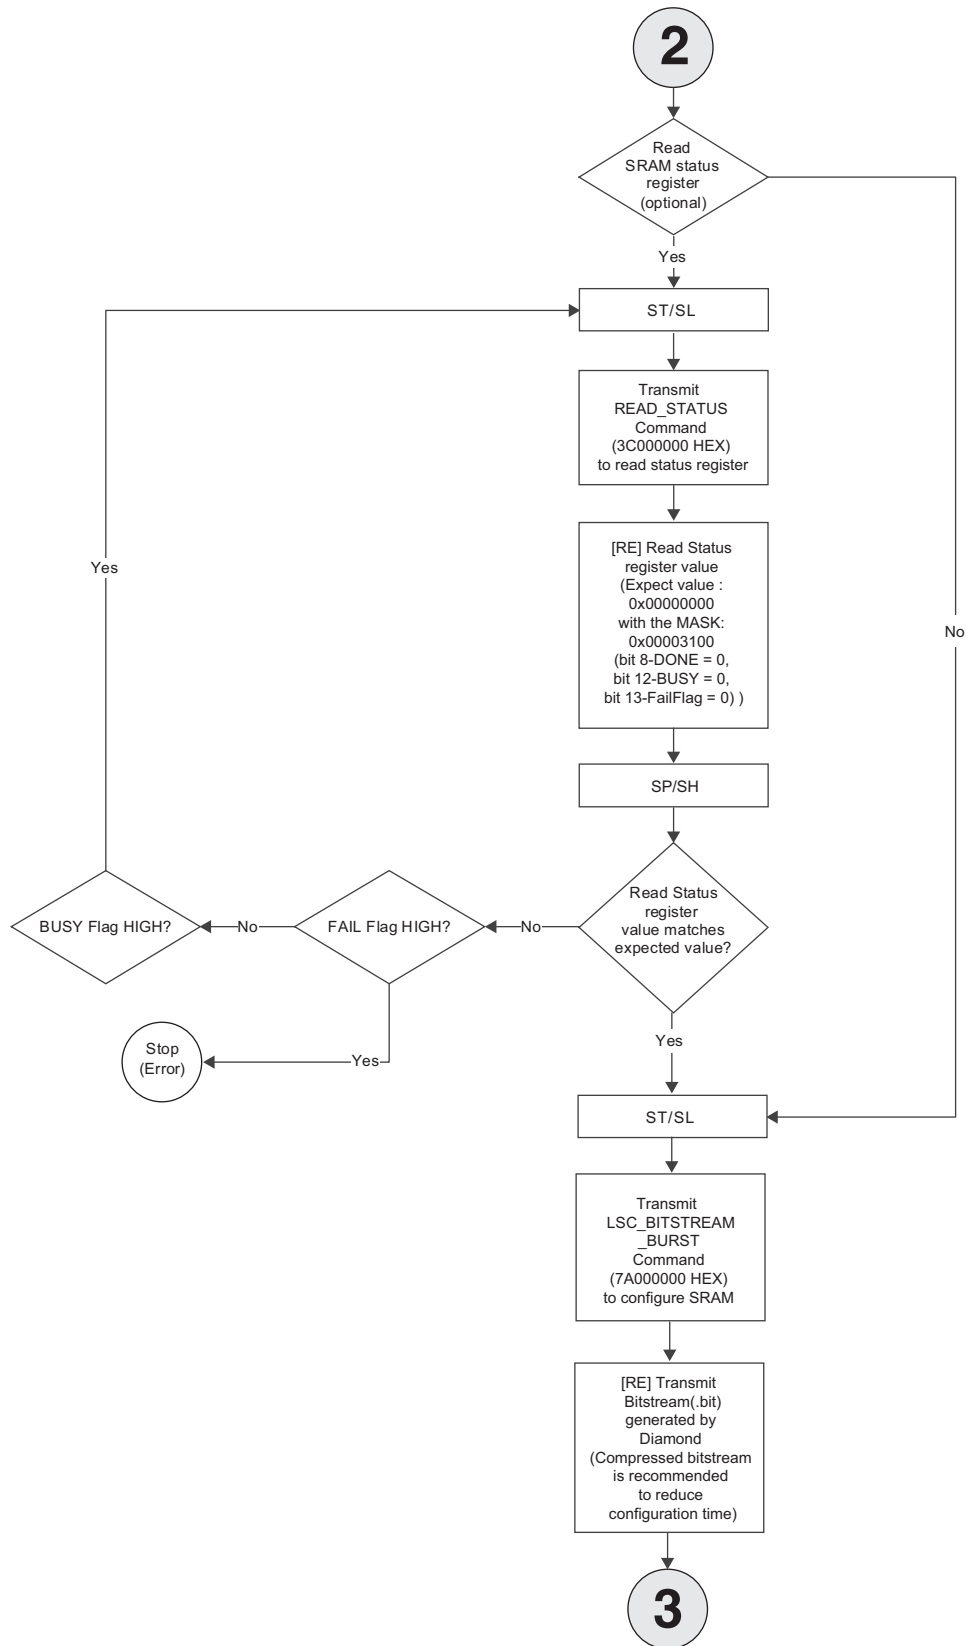 2
Read
SRAM status
register
(optional)
Yes
ST/SL
Transmit
READ_STATUS
Command
(3C000000 HEX)
to read status register
[RE] Read Status
register value
(Expect value :
0x00000000
with the MASK:
0x00003100
(bit 8-DONE = 0,
bit 12-BUSY = 0,
bit 13-FailFlag = 0) )
Yes
No
SP/SH
Read Status
register
value matches
expected value?
No
FAIL Flag HIGH?
No
BUSY Flag HIGH?
Yes
Stop
(Error)
Yes
ST/SL
Transmit
LSC_BITSTREAM
_BURST
Command
(7A000000 HEX)
to configure SRAM
[RE] Transmit
Bitstream(.bit)
generated by
Diamond
(Compressed bitstream
is recommended
to reduce
configuration time)
3